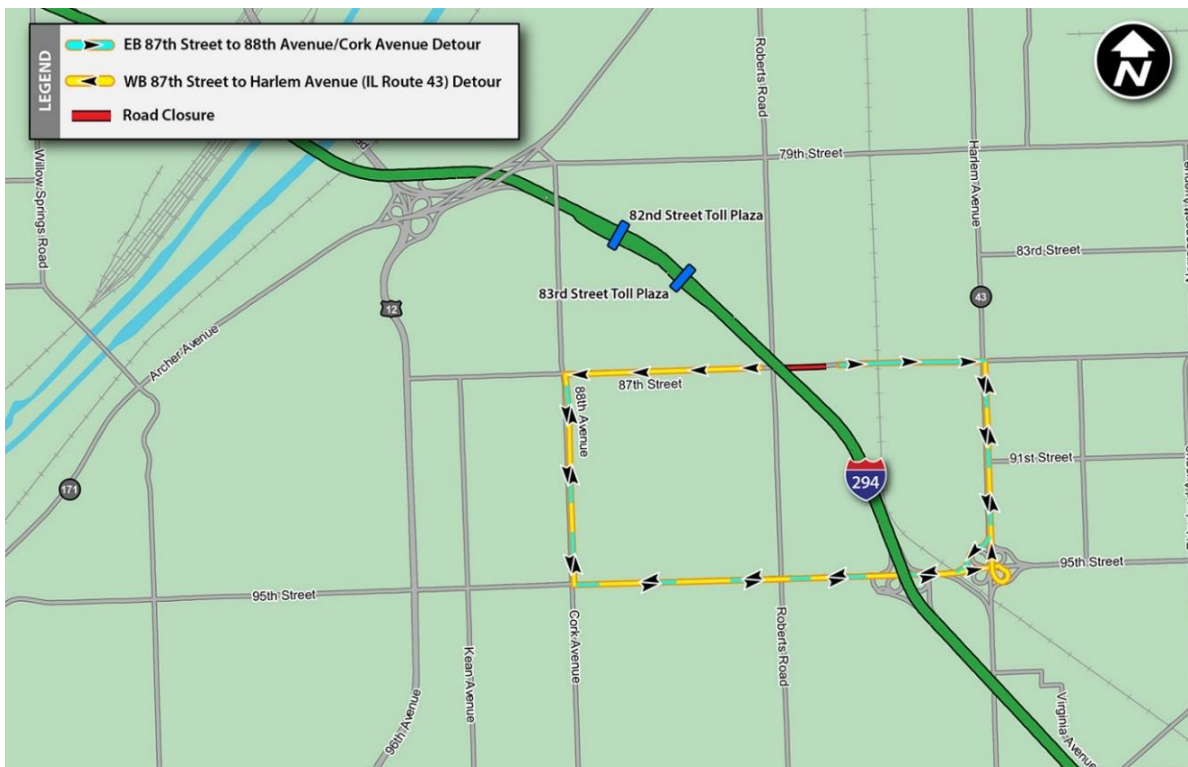 LEGEND
EB 87th Street to 88th Avenue/Cork Avenue Detour
WB 87th Street to Harlem Avenue (IL Route 43) Detour
Road Closure
N
Willow Springs Road
Roberts Road
Harlem Avenue
79th Street
82nd Street Toll Plaza
83rd Street
83rd Street Toll Plaza
43
12
Archer Avenue
87th Street
88th Avenue
91st Street
294
171
95th Street
95th Street
Kean Avenue
Cork Avenue
Roberts Road
96th Avenue
Virginia Avenue